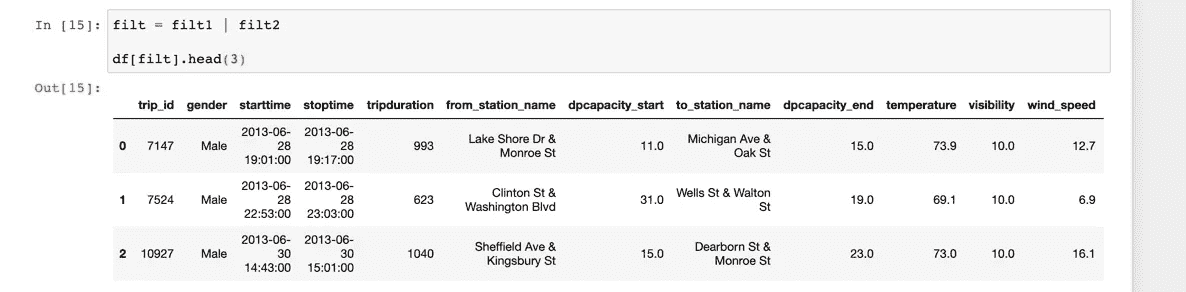 In [15]: filt = filt1 | filt2
df[filt].head(3)
Out[15]:
trip_id gender starttime stoptime tripduration from_station_name dpcapacity_start to_station_name dpcapacity_end temperature visibility wind_speed
0 7147 Male 2013-06-28 19:01:00 2013-06-28 19:17:00 993 Lake Shore Dr & Monroe St 11.0 Michigan Ave & Oak St 15.0 73.9 10.0 12.7
1 7524 Male 2013-06-28 22:53:00 2013-06-28 23:03:00 623 Clinton St & Washington Blvd 31.0 Wells St & Walton St 19.0 69.1 10.0 6.9
2 10927 Male 2013-06-30 14:43:00 2013-06-30 15:01:00 1040 Sheffield Ave & Kingsbury St 15.0 Dearborn St & Monroe St 23.0 73.0 10.0 16.1